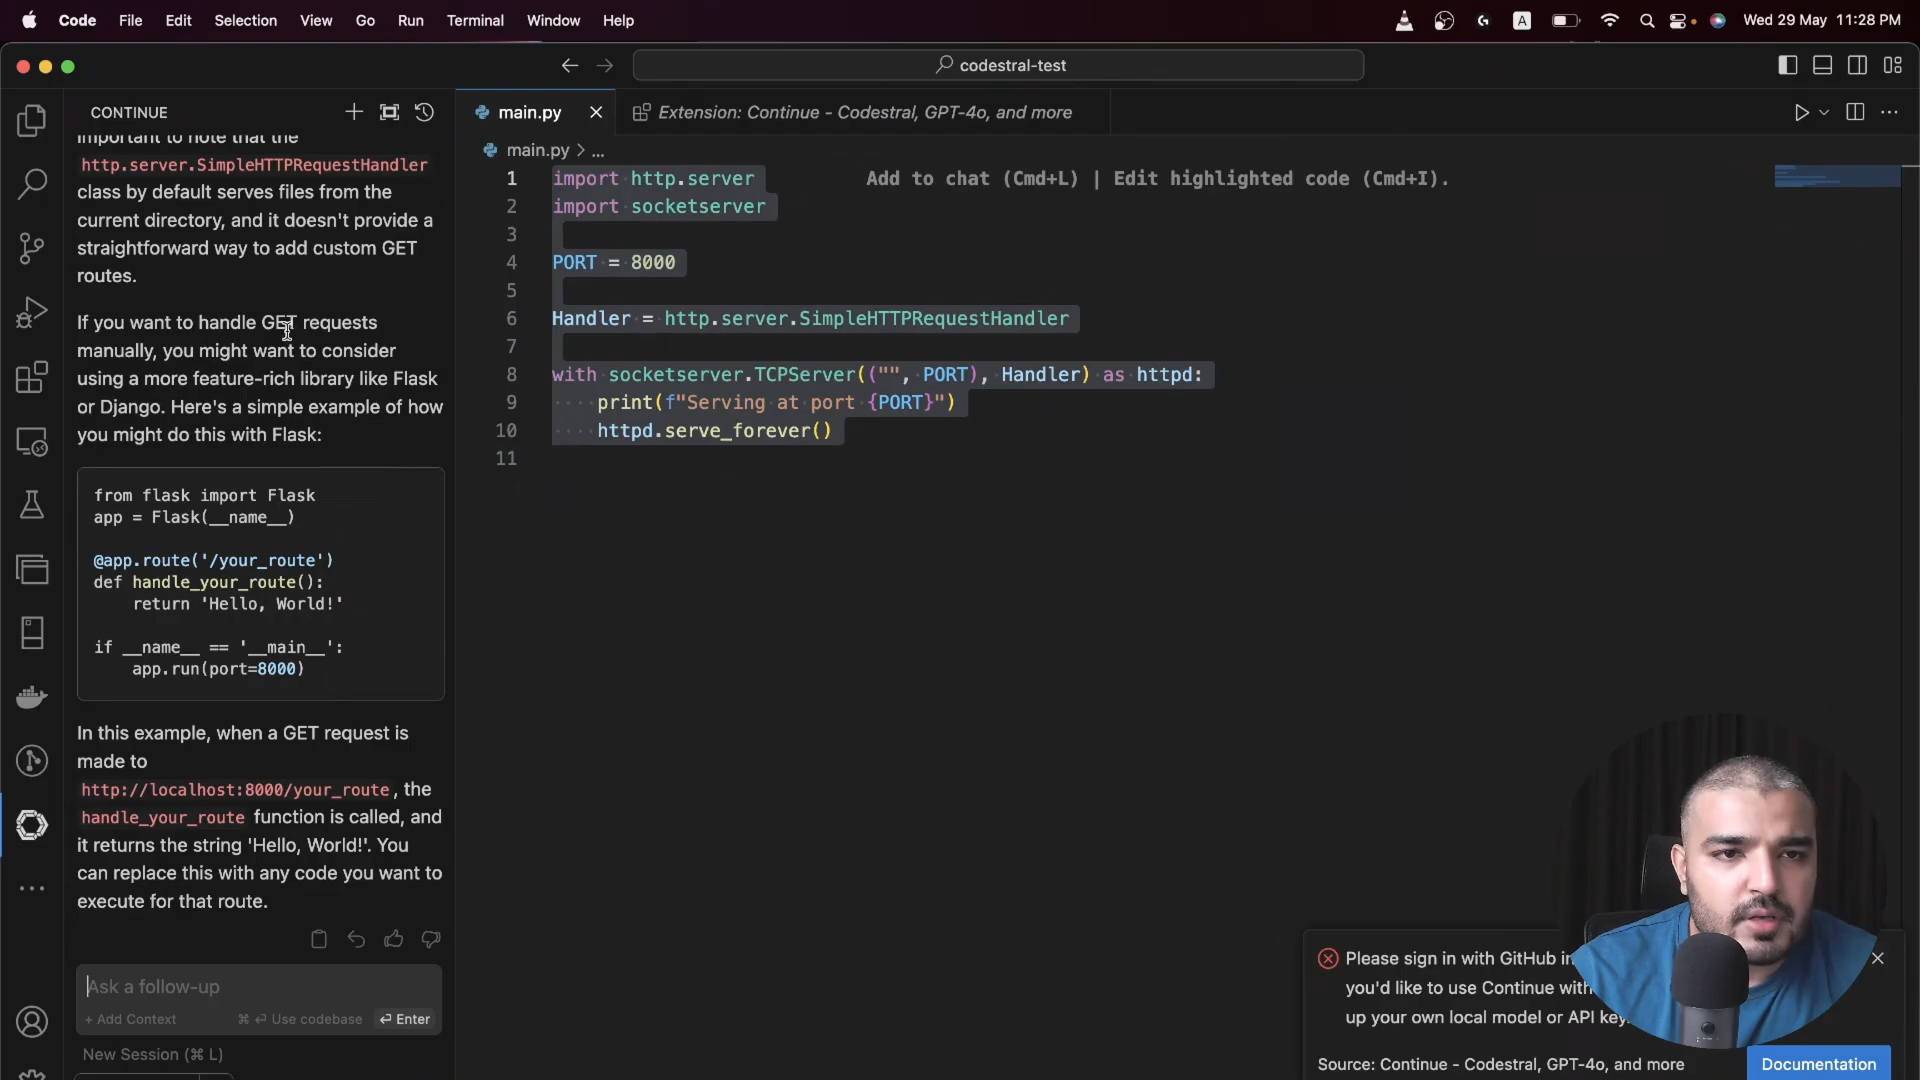 Code File Edit Selection View Go Run Terminal Window Help
A
Wed 29 May 11:28 PM
codestral-test
CONTINUE
important to note that the
http.server.SimpleHTTPRequestHandler
class by default serves files from the
current directory, and it doesn't provide a
straightforward way to add custom GET
routes.
If you want to handle GET requests
manually, you might want to consider
using a more feature-rich library like Flask
or Django. Here's a simple example of how
you might do this with Flask:
from flask import Flask
app = Flask(__name__)
@app.route('/your_route')
def handle_your_route():
return 'Hello, World!'
if __name__ == '__main__':
app.run(port=8000)
In this example, when a GET request is
made to
http://localhost:8000/your_route, the
handle_your_route function is called, and
it returns the string 'Hello, World!'. You
can replace this with any code you want to
execute for that route.
Ask a follow-up
+ Add Context ⌘ ⏎ Use codebase ⏎ Enter
New Session (⌘ L)
main.py
Extension: Continue - Codestral, GPT-4o, and more
main.py > ...
1 import http.server Add to chat (Cmd+L) | Edit highlighted code (Cmd+I).
2 import socketserver
3
4 PORT = 8000
5
6 Handler = http.server.SimpleHTTPRequestHandler
7
8 with socketserver.TCPServer(("", PORT), Handler) as httpd:
9 print(f"Serving at port {PORT}")
10 httpd.serve_forever()
11
Please sign in with GitHub
you'd like to use Continue
up your own local model or API
Source: Continue - Codestral, GPT-4o, and more
Documentation